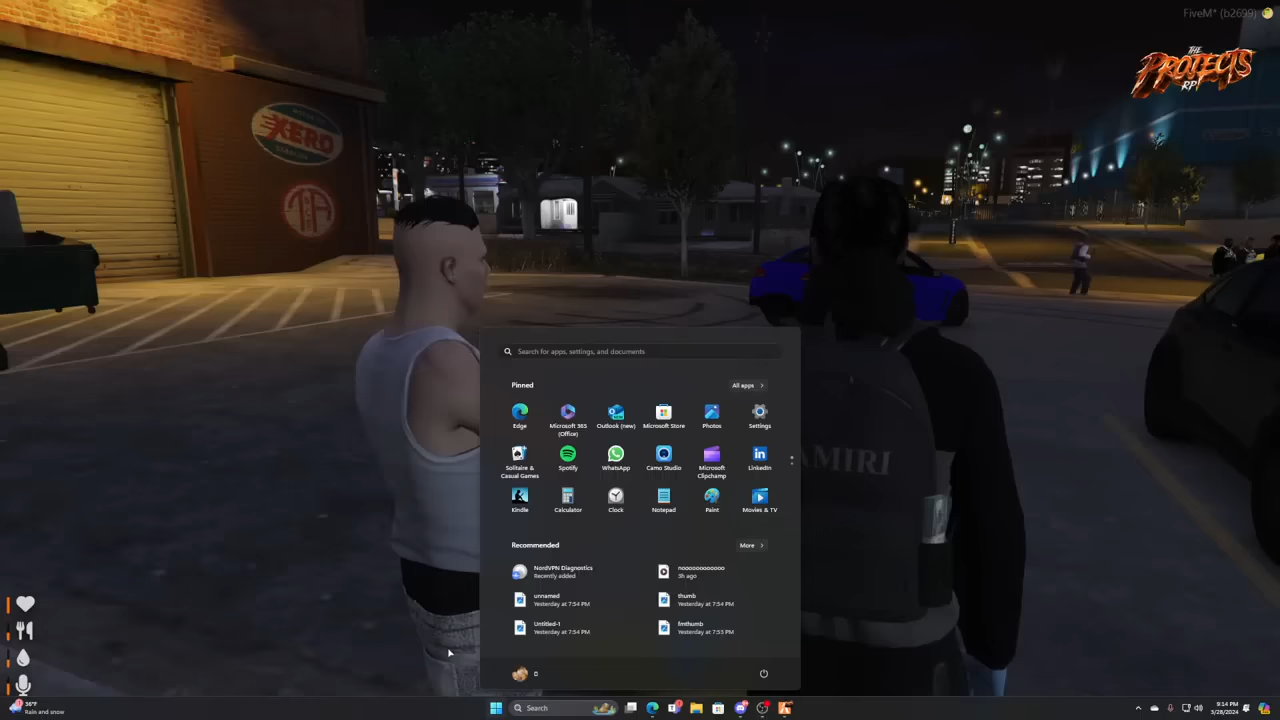 FiveM* (b2699)
THE
PROJECTS
RP
XERO
AMIRI
Search for apps, settings, and documents
Pinned
All apps
Edge
Microsoft 365
(Office)
Outlook (new)
Microsoft Store
Photos
Settings
Solitaire &
Casual Games
Spotify
WhatsApp
Camo Studio
Microsoft
Clipchamp
LinkedIn
Kindle
Calculator
Clock
Notepad
Paint
Movies & TV
Recommended
More
NordVPN Diagnostics
Recently added
noooooooooooo
3h ago
unnamed
Yesterday at 7:54 PM
thumb
Yesterday at 7:54 PM
Untitled-1
Yesterday at 7:54 PM
fmthumb
Yesterday at 7:53 PM
36°F
Rain and snow
Search
9:14 PM
3/28/2024